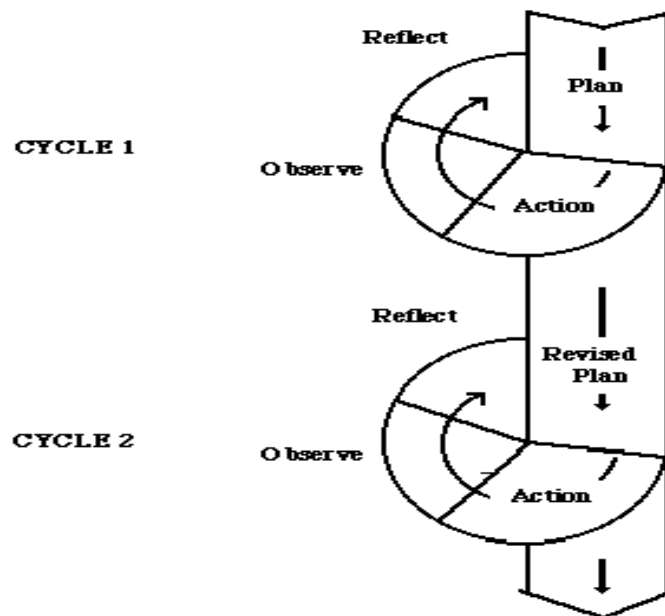 Reflect
Plan
CYCLE 1
Observe
Action
Reflect
Revised
Plan
CYCLE 2
Observe
Action